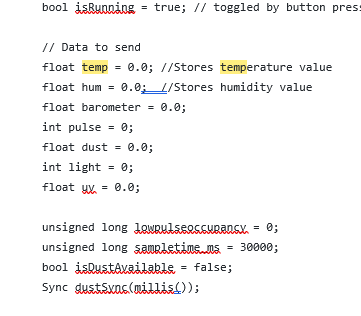 bool isRunning = true; // toggled by button press
// Data to send
float temp = 0.0; //Stores temperature value
float hum = 0.0; //Stores humidity value
float barometer = 0.0;
int pulse = 0;
float dust = 0.0;
int light = 0;
float uv = 0.0;
unsigned long lowpulseoccupancy = 0;
unsigned long sampletime_ms = 30000;
bool isDustAvailable = false;
Sync dustSync(millis());